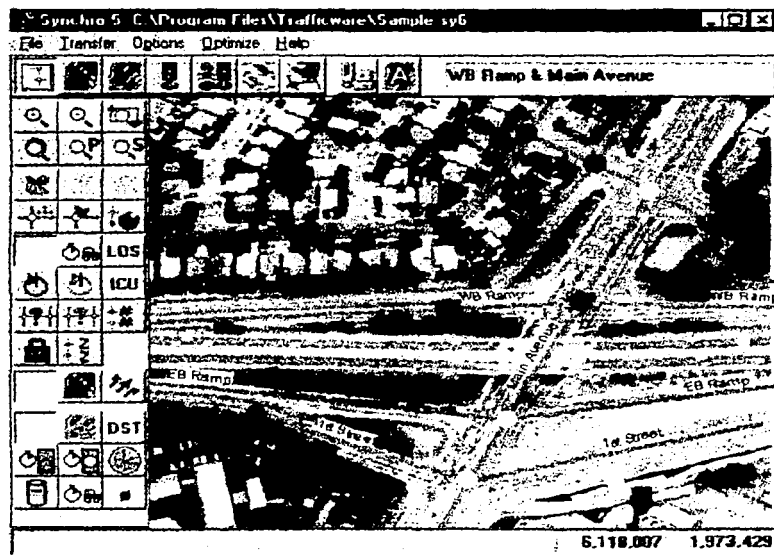 Synchro 5 C:\Program Files\Trafficware\Sample.sy6
File Transfer Options Optimize Help
WB Ramp & Main Avenue
P S
LOS
ICU
DST
WB Ramp WB Ramp
Main Avenue
EB Ramp EB Ramp
1st Street 1st Street
6,118,007 1,973,429